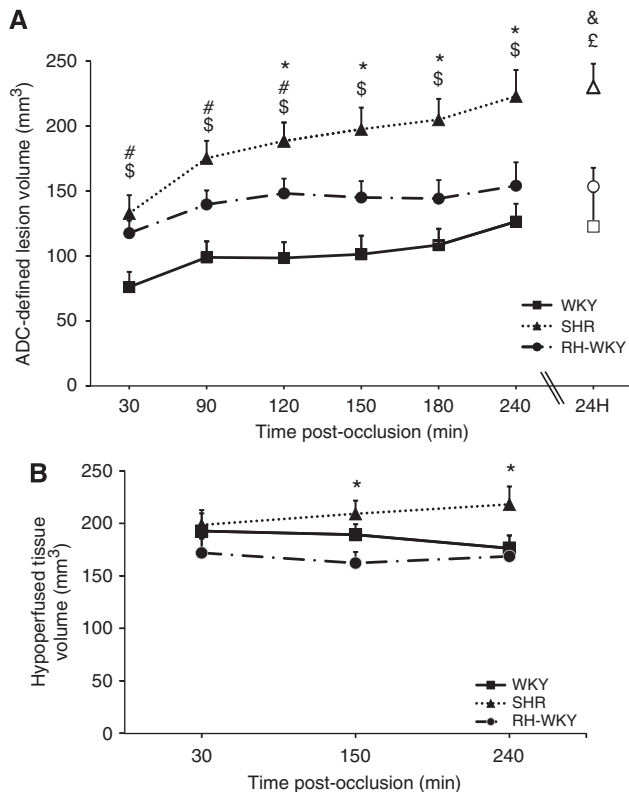 A
ADC-defined lesion volume (mm³)
250
200
150
100
50
0
#
$
#
$
*
#
$
*
$
*
$
*
$
&
£
WKY
SHR
RH-WKY
30 90 120 150 180 240 24H
Time post-occlusion (min)
B
Hypoperfused tissue
volume (mm³)
250
200
150
100
50
0
*
*
WKY
SHR
RH-WKY
30 150 240
Time post-occlusion (min)